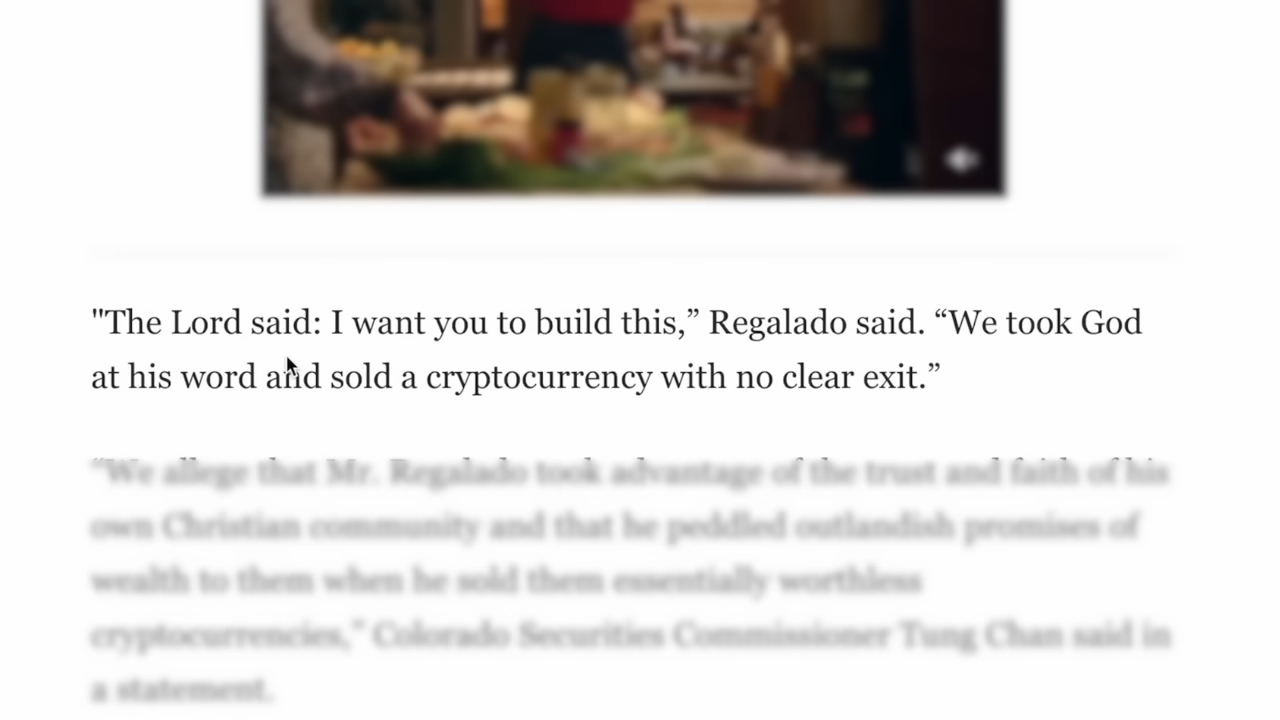 "The Lord said: I want you to build this,” Regalado said. “We took God
at his word and sold a cryptocurrency with no clear exit.”
“We allege that Mr. Regalado took advantage of the trust and faith of his
own Christian community and that he peddled outlandish promises of
wealth to them when he sold them essentially worthless
cryptocurrencies,” Colorado Securities Commissioner Tung Chan said in
a statement.